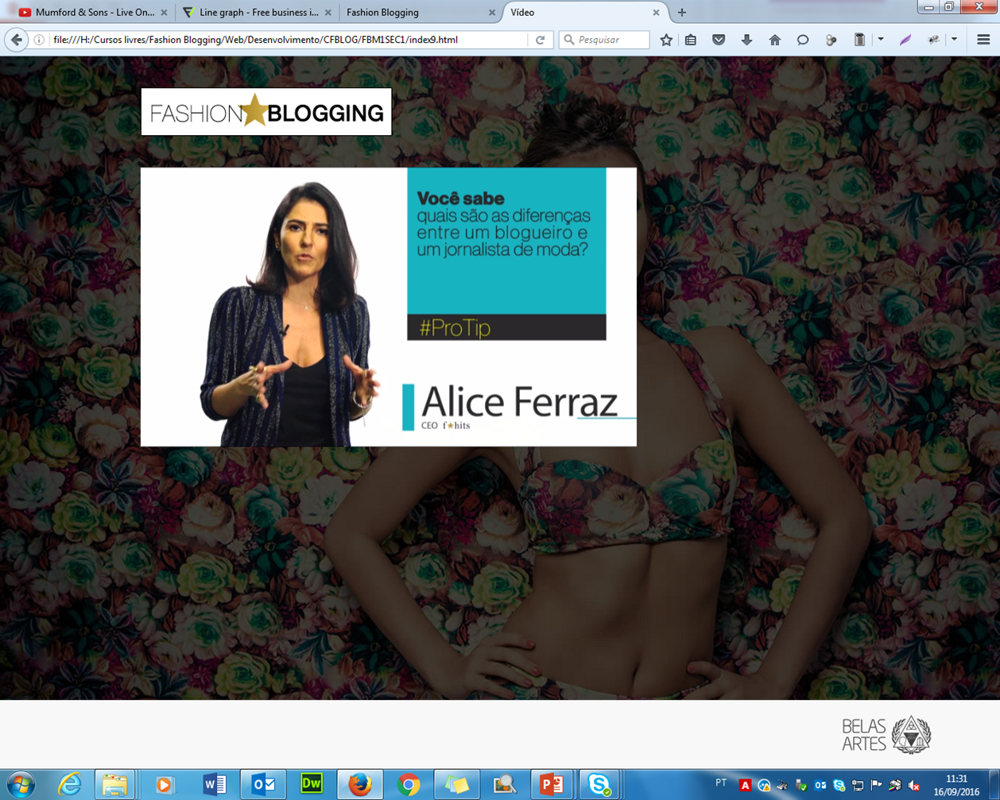 Mumford & Sons - Live On...
Line graph - Free business i...
Fashion Blogging
Vídeo
file:///H:/Cursos livres/Fashion Blogging/Web/Desenvolvimento/CFBLOG/FBM1SEC1/index9.html
Pesquisar
FASHION BLOGGING
Você sabe
quais são as diferenças
entre um blogueiro e
um jornalista de moda?
#ProTip
Alice Ferraz
CEO f★hits
BELAS
ARTES
Dw
PT
11:31
16/09/2016